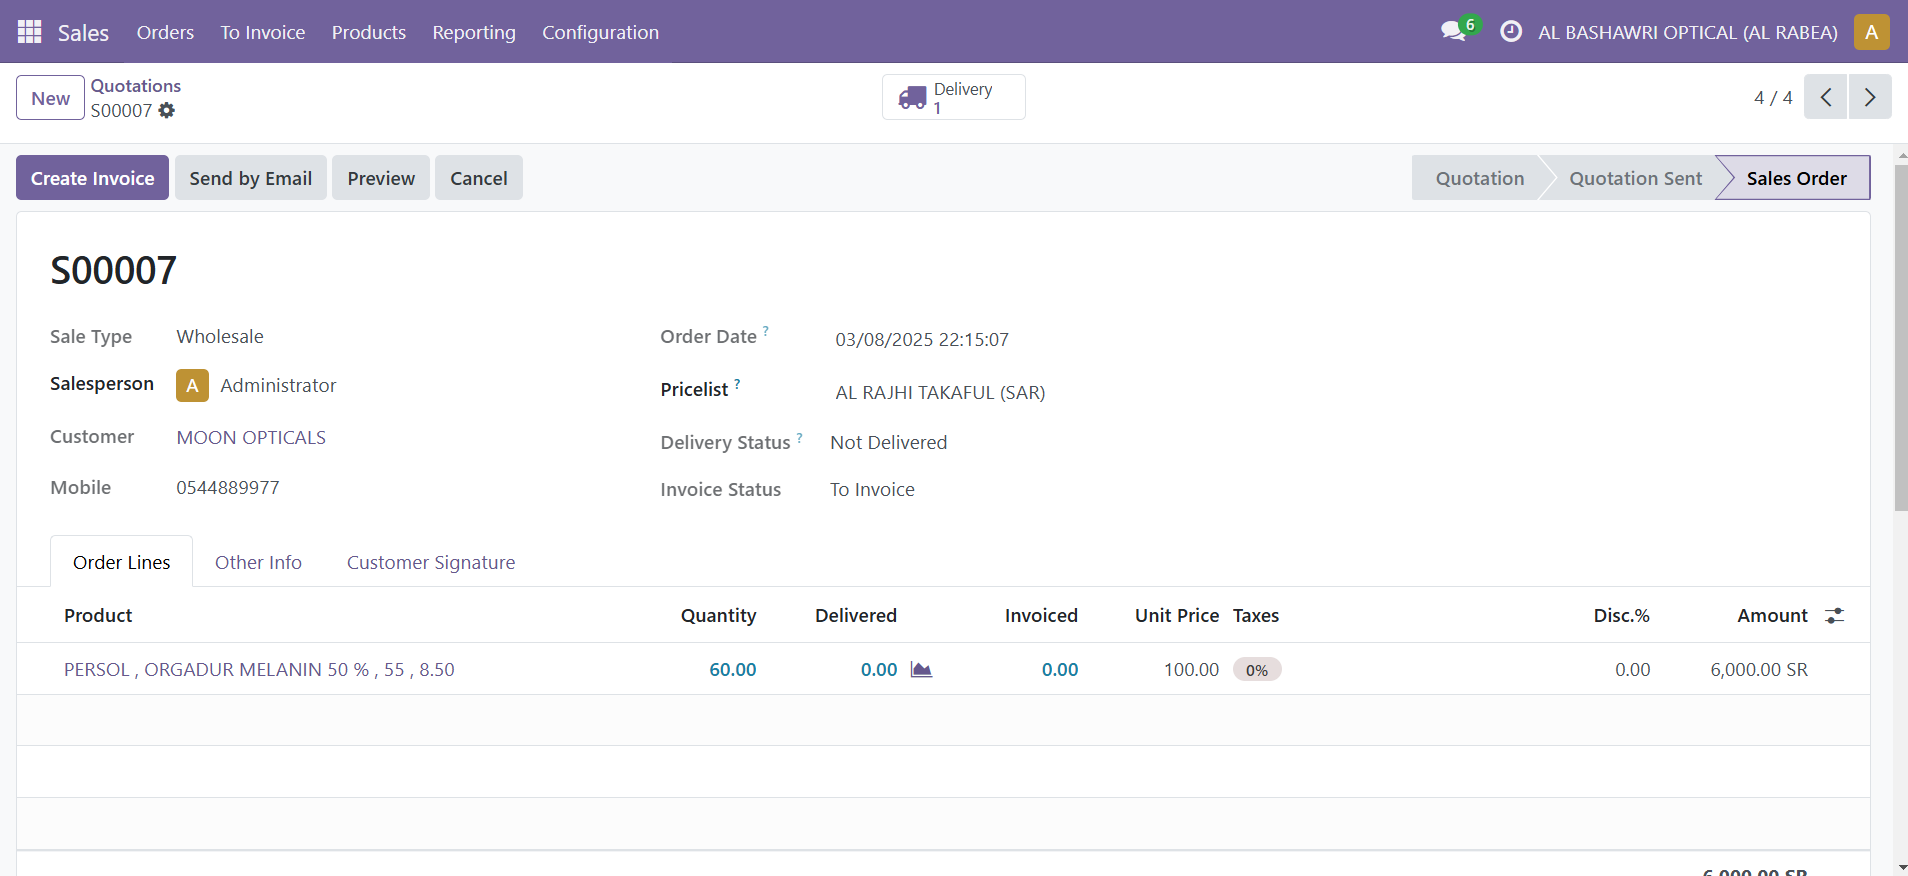 Sales Orders To Invoice Products Reporting Configuration 6 AL BASHAWRI OPTICAL (AL RABEA) A
New Quotations Delivery 4 / 4
S00007 1
Create Invoice Send by Email Preview Cancel Quotation Quotation Sent Sales Order
S00007
Sale Type Wholesale Order Date ? 03/08/2025 22:15:07
Salesperson A Administrator Pricelist ? AL RAJHI TAKAFUL (SAR)
Customer MOON OPTICALS Delivery Status ? Not Delivered
Mobile 0544889977 Invoice Status To Invoice
Order Lines Other Info Customer Signature
Product Quantity Delivered Invoiced Unit Price Taxes Disc.% Amount
PERSOL , ORGADUR MELANIN 50 % , 55 , 8.50 60.00 0.00 0.00 100.00 0% 0.00 6,000.00 SR
6,000.00 SR